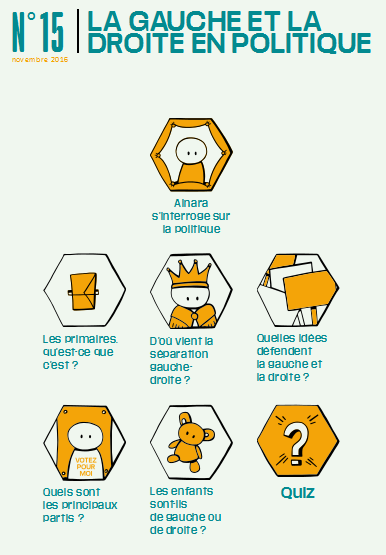 N°15
novembre 2016
LA GAUCHE ET LA
DROITE EN POLITIQUE
Ainara
s'interroge sur
la politique
Les primaires,
qu'est-ce que
c'est ?
D'où vient la
séparation
gauche-
droite ?
Quelles idées
défendent
la gauche et
la droite ?
VOTEZ
POUR
MOI
Quels sont
les principaux
partis ?
Les enfants
sont-ils
de gauche ou
de droite ?
Quiz